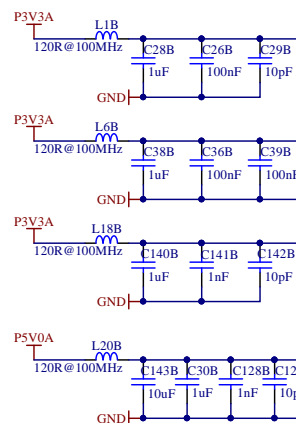 P3V3A
L1B
120R@100MHz
C28B
C26B
C29B
1uF
100nF
10pF
GND
P3V3A
L6B
120R@100MHz
C38B
C36B
C39B
1uF
100nF
GND
P3V3A
L18B
120R@100MHz
C140B
C141B
C142B
1uF
1nF
10pF
GND
P5V0A
L20B
120R@100MHz
C143B
C30B
C128B
10uF
1uF
1nF
GND